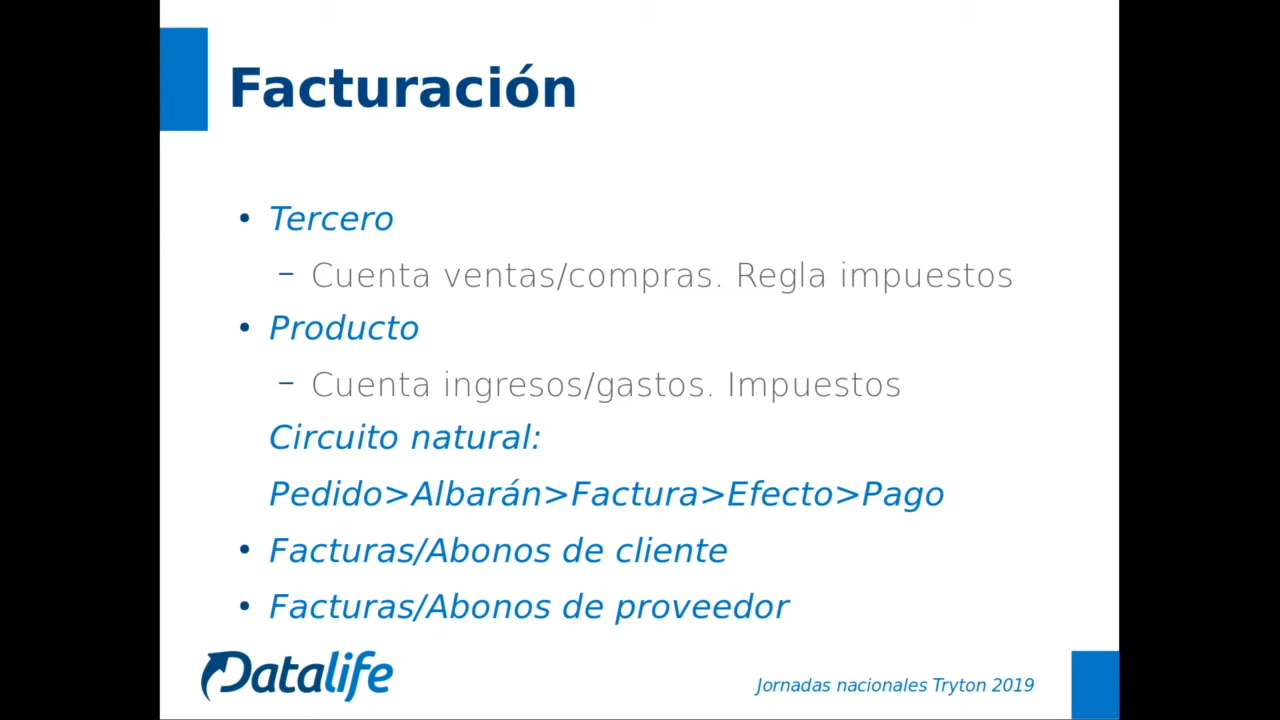 Facturación
• Tercero
– Cuenta ventas/compras. Regla impuestos
• Producto
– Cuenta ingresos/gastos. Impuestos
Circuito natural:
Pedido>Albarán>Factura>Efecto>Pago
• Facturas/Abonos de cliente
• Facturas/Abonos de proveedor
Datalife
Jornadas nacionales Tryton 2019